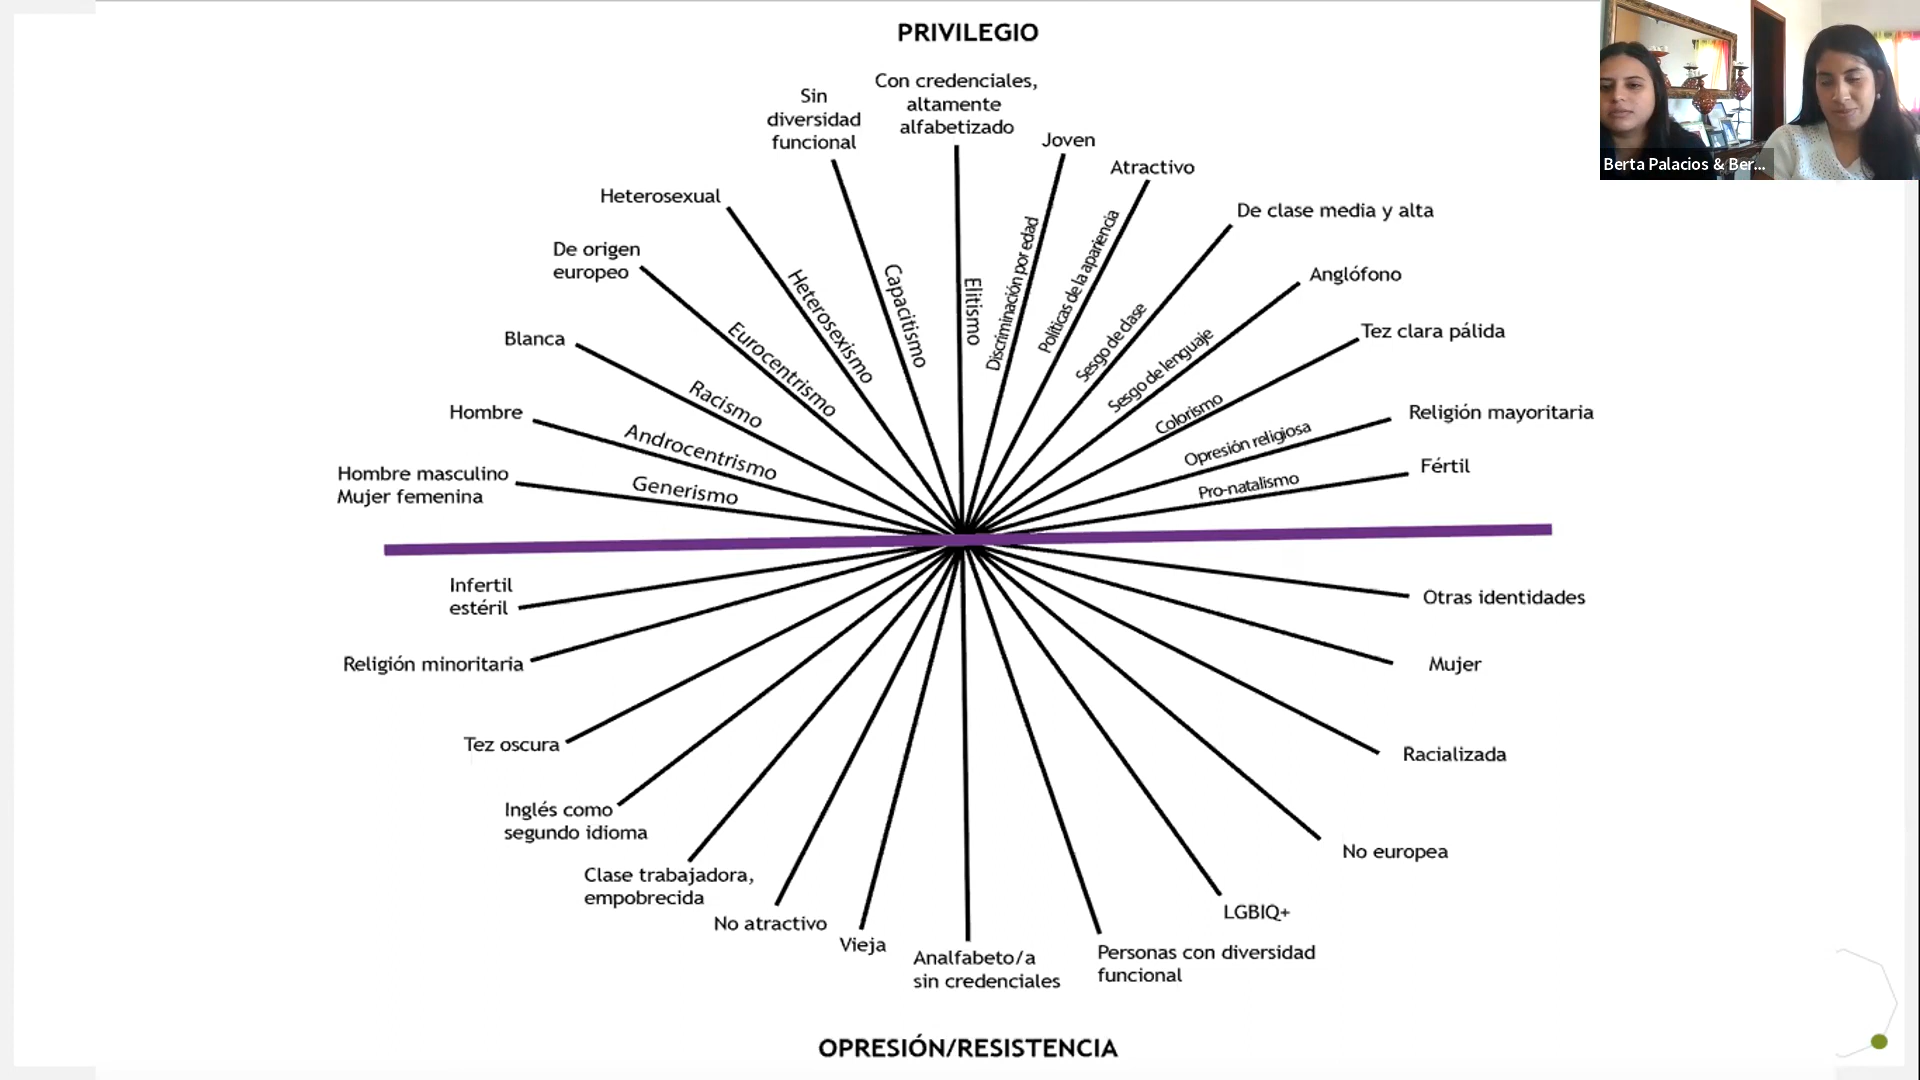 PRIVILEGIO
Con credenciales,
altamente
alfabetizado
Sin
diversidad
funcional
Joven
Atractivo
Heterosexual
De clase media y alta
De origen
europeo
Anglófono
Blanca
Tez clara pálida
Hombre
Religión mayoritaria
Hombre masculino
Mujer femenina
Fértil
Generismo
Androcentrismo
Racismo
Eurocentrismo
Heterosexismo
Capacitismo
Elitismo
Discriminación por edad
Políticas de la apariencia
Sesgo de clase
Sesgo de lenguaje
Colorismo
Opresión religiosa
Pro-natalismo
Infertil
estéril
Otras identidades
Religión minoritaria
Mujer
Tez oscura
Racializada
Inglés como
segundo idioma
No europea
Clase trabajadora,
empobrecida
LGBIQ+
No atractivo
Vieja
Analfabeto/a
sin credenciales
Personas con diversidad
funcional
OPRESIÓN/RESISTENCIA
Berta Palacios & Ber...